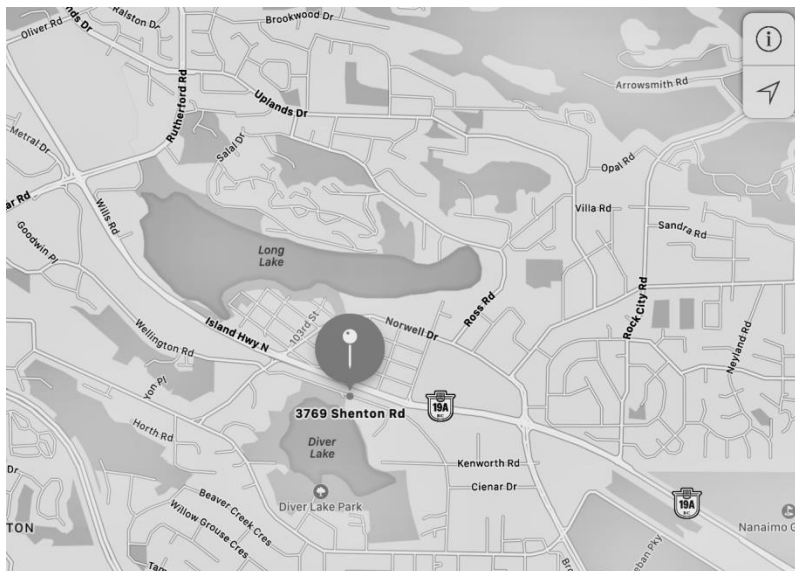 Oliver Rd
Ralston Dr
Brookwood Dr
Uplands Dr
Rutherford Rd
Arrowsmith Rd
Metral Dr
Salal Dr
Opal Rd
Wills Rd
Villa Rd
Sandra Rd
Goodwin Pl
Long
Lake
Ross Rd
Rock City Rd
Neyland Rd
Island Hwy N
103rd St
Norwell Dr
Wellington Rd
Yon Pl
3769 Shenton Rd
19A
BC
Horth Rd
Diver
Lake
Kenworth Rd
Cienar Dr
Diver Lake Park
Beaver Creek Cres
Willow Grouse Cres
19A
BC
Nanaimo G
TON